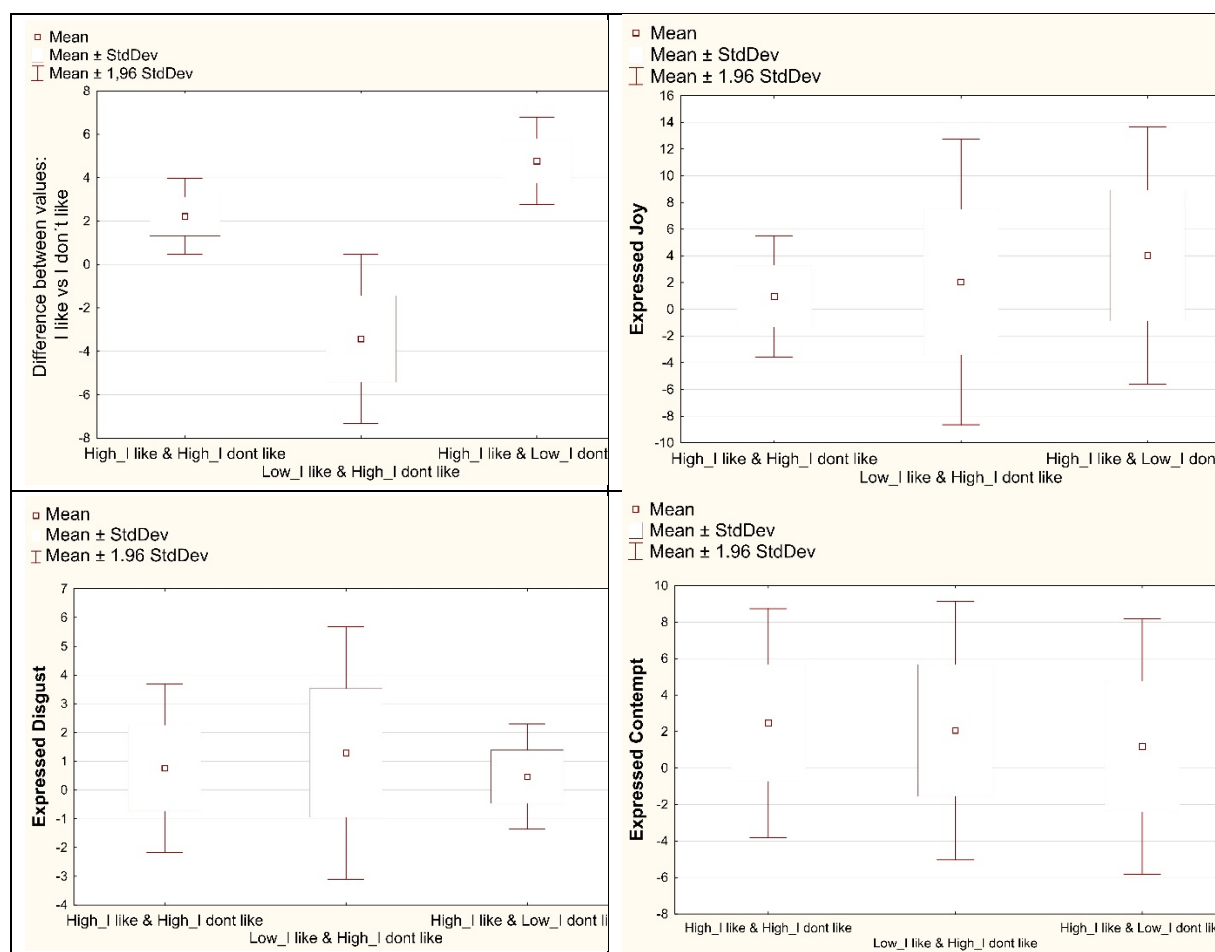 Mean
Mean ± StdDev
Mean ± 1,96 StdDev
Difference between values:
I like vs I don´t like
8
6
4
2
0
-2
-4
-6
-8
High_I like & High_I dont like
Low_I like & High_I dont like
High_I like & Low_I dont
Mean
Mean ± StdDev
Mean ± 1.96 StdDev
Expressed Joy
16
14
12
10
8
6
4
2
0
-2
-4
-6
-8
-10
High_I like & High_I dont like
Low_I like & High_I dont like
High_I like & Low_I don
Mean
Mean ± StdDev
Mean ± 1.96 StdDev
Expressed Disgust
7
6
5
4
3
2
1
0
-1
-2
-3
-4
High_I like & High_I dont like
Low_I like & High_I dont like
High_I like & Low_I dont li
Mean
Mean ± StdDev
Mean ± 1.96 StdDev
Expressed Contempt
10
8
6
4
2
0
-2
-4
-6
-8
High_I like & High_I dont like
Low_I like & High_I dont like
High_I like & Low_I dont lik